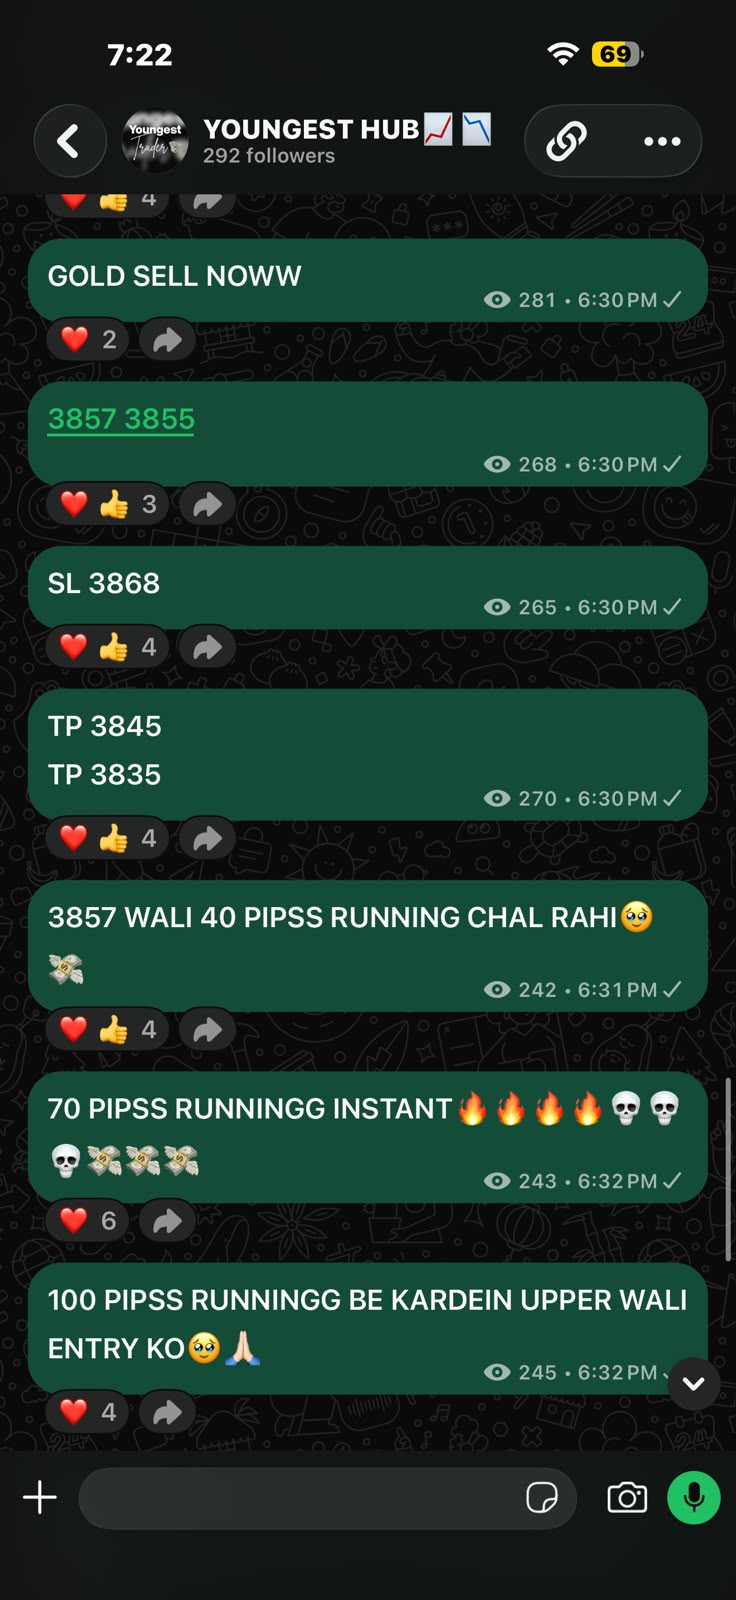 7:22
69
Youngest
Trader
YOUNGEST HUB📈📉
292 followers
❤️👍 4
GOLD SELL NOWW
281 • 6:30 PM ✓
❤️ 2
3857 3855
268 • 6:30 PM ✓
❤️👍 3
SL 3868
265 • 6:30 PM ✓
❤️👍 4
TP 3845
TP 3835
270 • 6:30 PM ✓
❤️👍 4
3857 WALI 40 PIPSS RUNNING CHAL RAHI🥹
💸
242 • 6:31 PM ✓
❤️👍 4
70 PIPSS RUNNINGG INSTANT🔥🔥🔥🔥💀💀
💀💸💸💸
243 • 6:32 PM ✓
❤️ 6
100 PIPSS RUNNINGG BE KARDEIN UPPER WALI
ENTRY KO🥹🙏🏻
245 • 6:32 PM
❤️ 4